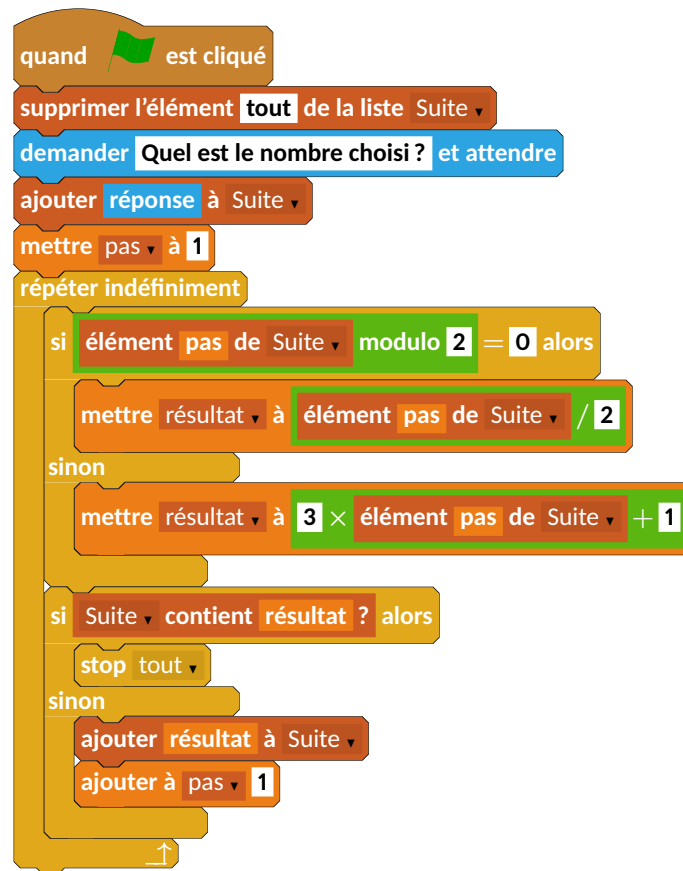 quand est cliqué
supprimer l’élément tout de la liste Suite
demander Quel est le nombre choisi ? et attendre
ajouter réponse à Suite
mettre pas à 1
répéter indéfiniment
si élément pas de Suite modulo 2 = 0 alors
mettre résultat à élément pas de Suite / 2
sinon
mettre résultat à 3 × élément pas de Suite + 1
si Suite contient résultat ? alors
stop tout
sinon
ajouter résultat à Suite
ajouter à pas 1